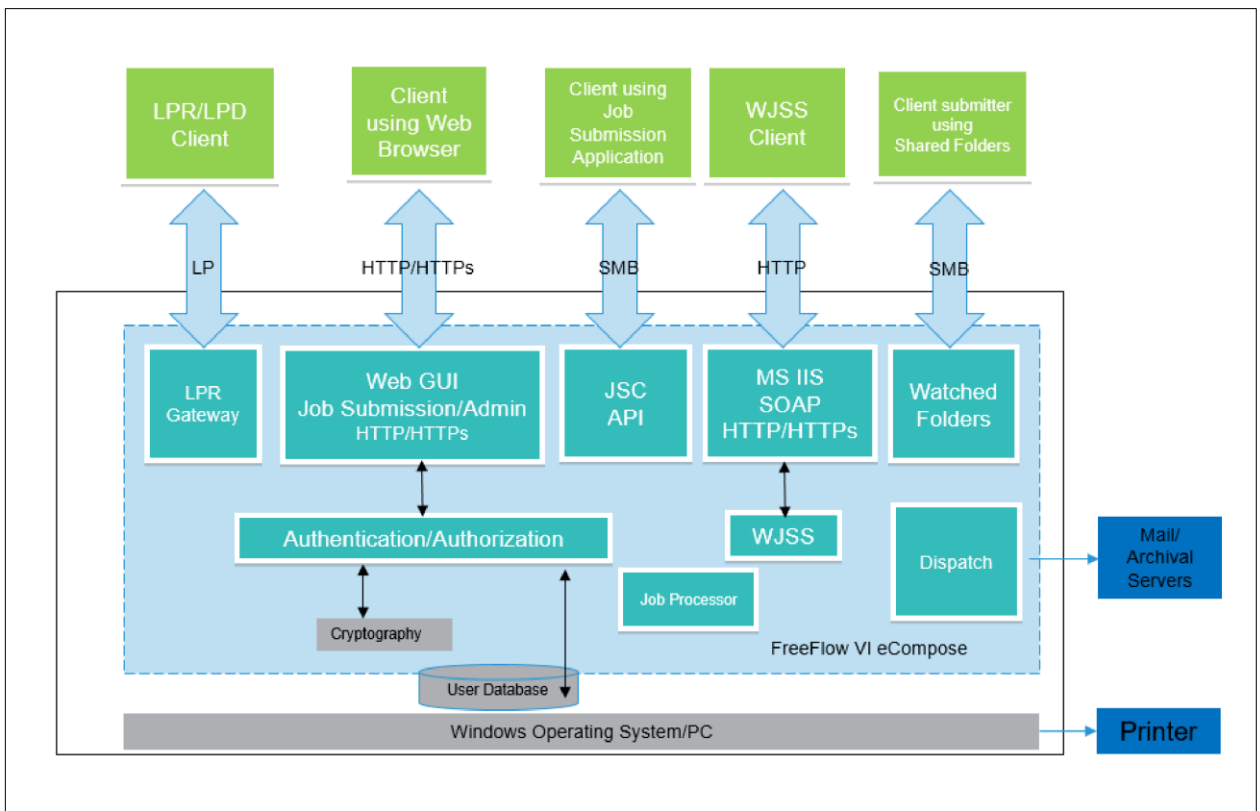 LPR/LPD
Client
Client
using Web
Browser
Client using
Job
Submission
Application
WJSS
Client
Client submitter
using
Shared Folders
LP
HTTP/HTTPs
SMB
HTTP
SMB
LPR
Gateway
Web GUI
Job Submission/Admin
HTTP/HTTPs
JSC
API
MS IIS
SOAP
HTTP/HTTPs
Watched
Folders
Authentication/Authorization
WJSS
Dispatch
Mail/
Archival
Servers
Job Processor
Cryptography
FreeFlow VI eCompose
User Database
Windows Operating System/PC
Printer